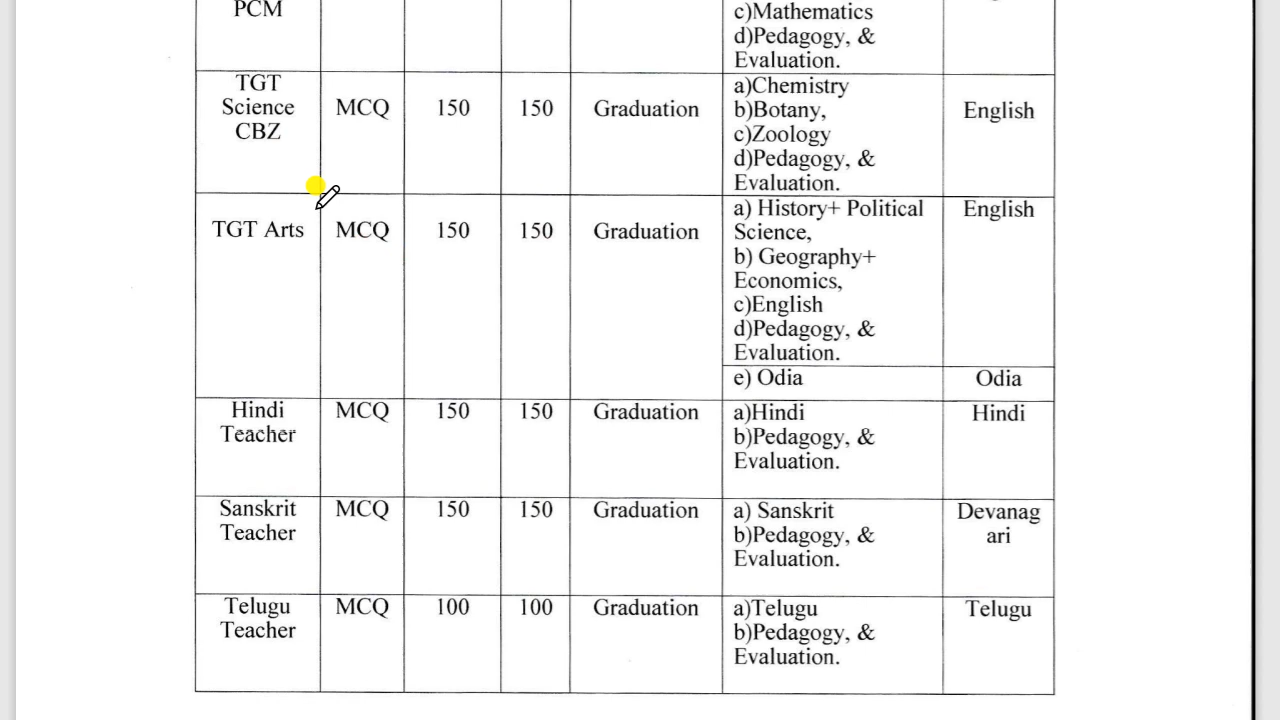 PCM
c)Mathematics
d)Pedagogy, &
Evaluation.
TGT
Science
CBZ
MCQ
150
150
Graduation
a)Chemistry
b)Botany,
c)Zoology
d)Pedagogy, &
Evaluation.
English
TGT Arts
MCQ
150
150
Graduation
a) History+ Political
Science,
b) Geography+
Economics,
c)English
d)Pedagogy, &
Evaluation.
English
e) Odia
Odia
Hindi
Teacher
MCQ
150
150
Graduation
a)Hindi
b)Pedagogy, &
Evaluation.
Hindi
Sanskrit
Teacher
MCQ
150
150
Graduation
a) Sanskrit
b)Pedagogy, &
Evaluation.
Devanag
ari
Telugu
Teacher
MCQ
100
100
Graduation
a)Telugu
b)Pedagogy, &
Evaluation.
Telugu